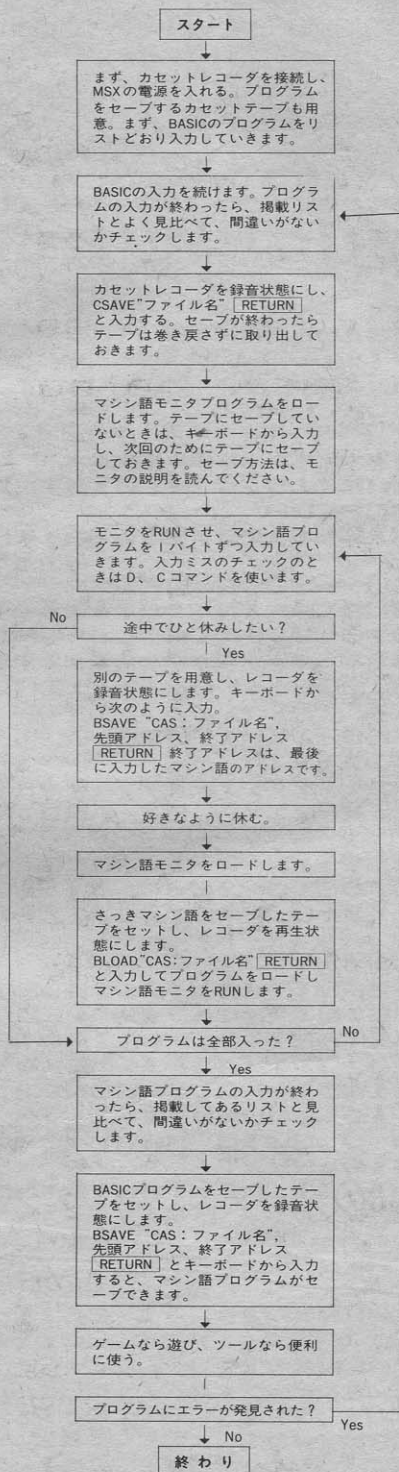 スタート
まず、カセットレコーダを接続し、
MSXの電源を入れる。プログラム
をセーブするカセットテープも用
意。まず、BASICのプログラムをリ
ストどおり入力していきます。
BASICの入力を続けます。プログラ
ムの入力が終わったら、掲載リス
トとよく見比べて、間違いがない
かチェックします。
カセットレコーダを録音状態にし、
CSAVE"ファイル名" RETURN
と入力する。セーブが終わったら
テープは巻き戻さずに取り出して
おきます。
マシン語モニタプログラムをロー
ドします。テープにセーブしてい
ないときは、キーボードから入力
し、次回のためにテープにセーブ
しておきます。セーブ方法は、モ
ニタの説明を読んでください。
モニタをRUNさせ、マシン語プロ
グラムを1バイトずつ入力してい
きます。入力ミスのチェックのと
きはD、Cコマンドを使います。
No
途中でひと休みしたい?
Yes
別のテープを用意し、レコーダを
録音状態にします。キーボードか
ら次のように入力。
BSAVE "CAS:ファイル名",
先頭アドレス、終了アドレス
RETURN 終了アドレスは、最後
に入力したマシン語のアドレスです。
好きなように休む。
マシン語モニタをロードします。
さっきマシン語をセーブしたテー
プをセットし、レコーダを再生状
態にします。
BLOAD"CAS:ファイル名" RETURN
と入力してプログラムをロードし
マシン語モニタをRUNします。
プログラムは全部入った?
No
Yes
マシン語プログラムの入力が終わ
ったら、掲載してあるリストと見
比べて、間違いがないかチェック
します。
BASICプログラムをセーブしたテー
プをセットし、レコーダを録音状
態にします。
BSAVE "CAS:ファイル名",
先頭アドレス、終了アドレス
RETURN とキーボードから入力
すると、マシン語プログラムがセ
ーブできます。
ゲームなら遊び、ツールなら便利
に使う。
プログラムにエラーが発見された?
Yes
No
終わり